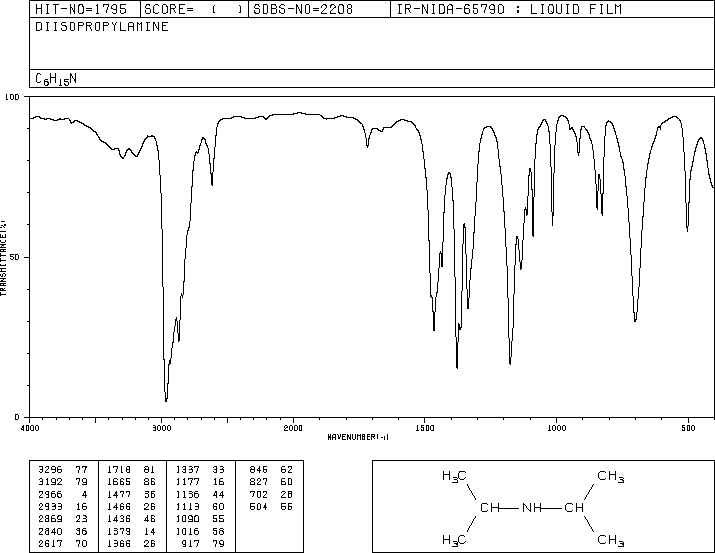 HIT-NO=1795 SCORE= ( ) SDBS-NO=2208 IR-NIDA-65790 : LIQUID FILM
DIISOPROPYLAMINE
C6H15N
100
50
0
TRANSMITTANCE(%)
4000 3000 2000 1500 1000 500
WAVENUMBER(-1)
3296 77 1718 81 1337 33 846 62
3192 79 1665 86 1177 16 827 60
2966 4 1477 36 1136 44 702 28
2933 16 1466 26 1113 60 504 55
2869 23 1436 46 1090 55
2840 36 1379 14 1016 58
2617 70 1366 26 917 79
H3C CH3
CH NH CH
H3C CH3